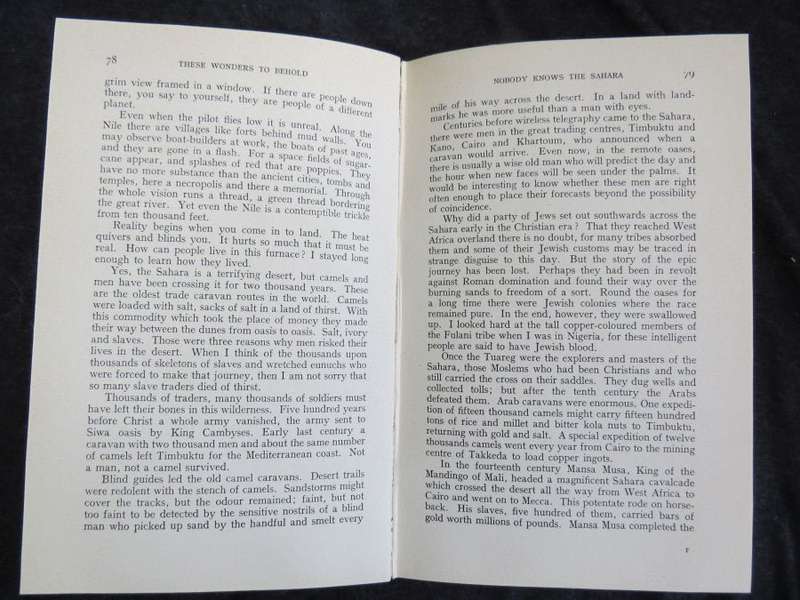 78
THESE WONDERS TO BEHOLD
grim view framed in a window. If there are people down
there, you say to yourself, they are people of a different
planet.
Even when the pilot flies low it is unreal. Along the
Nile there are villages like forts behind mud walls. You
may observe boat-builders at work, the boats of past ages,
and they are gone in a flash. For a space fields of sugar-
cane appear, and splashes of red that are poppies. They
have no more substance than the ancient cities, tombs and
temples, here a necropolis and there a memorial. Through
the whole vision runs a thread, a green thread bordering
the great river. Yet even the Nile is a contemptible trickle
from ten thousand feet.
Reality begins when you come in to land. The heat
quivers and blinds you. It hurts so much that it must be
real. How can people live in this furnace? I stayed long
enough to learn how they lived.
Yes, the Sahara is a terrifying desert, but camels and
men have been crossing it for two thousand years. These
are the oldest trade caravan routes in the world. Camels
were loaded with salt, sacks of salt in a land of thirst. With
this commodity which took the place of money they made
their way between the dunes from oasis to oasis. Salt, ivory
and slaves. Those were three reasons why men risked their
lives in the desert. When I think of the thousands upon
thousands of skeletons of slaves and wretched eunuchs who
were forced to make that journey, then I am not sorry that
so many slave traders died of thirst.
Thousands of traders, many thousands of soldiers must
have left their bones in this wilderness. Five hundred years
before Christ a whole army vanished, the army sent to
Siwa oasis by King Cambyses. Early last century a
caravan with two thousand men and about the same number
of camels left Timbuktu for the Mediterranean coast. Not
a man, not a camel survived.
Blind guides led the old camel caravans. Desert trails
were redolent with the stench of camels. Sandstorms might
cover the tracks, but the odour remained; faint, but not
too faint to be detected by the sensitive nostrils of a blind
man who picked up sand by the handful and smelt every
NOBODY KNOWS THE SAHARA
79
mile of his way across the desert. In a land with land-
marks he was more useful than a man with eyes.
Centuries before wireless telegraphy came to the Sahara,
there were men in the great trading centres, Timbuktu and
Kano, Cairo and Khartoum, who announced when a
caravan would arrive. Even now, in the remote oases,
there is usually a wise old man who will predict the day and
the hour when new faces will be seen under the palms. It
would be interesting to know whether these men are right
often enough to place their forecasts beyond the possibility
of coincidence.
Why did a party of Jews set out southwards across the
Sahara early in the Christian era? That they reached West
Africa overland there is no doubt, for many tribes absorbed
them and some of their Jewish customs may be traced in
strange disguise to this day. But the story of the epic
journey has been lost. Perhaps they had been in revolt
against Roman domination and found their way over the
burning sands to freedom of a sort. Round the oases for
a long time there were Jewish colonies where the race
remained pure. In the end, however, they were swallowed
up. I looked hard at the tall copper-coloured members of
the Fulani tribe when I was in Nigeria, for these intelligent
people are said to have Jewish blood.
Once the Tuareg were the explorers and masters of the
Sahara, those Moslems who had been Christians and who
still carried the cross on their saddles. They dug wells and
collected tolls; but after the tenth century the Arabs
defeated them. Arab caravans were enormous. One expedi-
tion of fifteen thousand camels might carry fifteen hundred
tons of rice and millet and bitter kola nuts to Timbuktu,
returning with gold and salt. A special expedition of twelve
thousand camels went every year from Cairo to the mining
centre of Takkeda to load copper ingots.
In the fourteenth century Mansa Musa, King of the
Mandingo of Mali, headed a magnificent Sahara cavalcade
which crossed the desert all the way from West Africa to
Cairo and went on to Mecca. This potentate rode on horse-
back. His slaves, five hundred of them, carried bars of
gold worth millions of pounds. Mansa Musa completed the
F